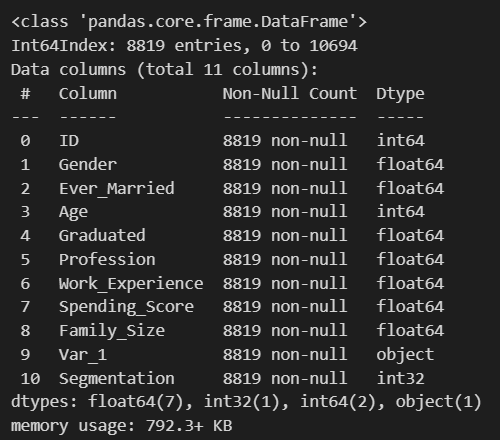 <class 'pandas.core.frame.DataFrame'>
Int64Index: 8819 entries, 0 to 10694
Data columns (total 11 columns):
 #   Column           Non-Null Count  Dtype
---  ------           --------------  -----
 0   ID               8819 non-null   int64
 1   Gender           8819 non-null   float64
 2   Ever_Married     8819 non-null   float64
 3   Age              8819 non-null   int64
 4   Graduated        8819 non-null   float64
 5   Profession       8819 non-null   float64
 6   Work_Experience  8819 non-null   float64
 7   Spending_Score   8819 non-null   float64
 8   Family_Size      8819 non-null   float64
 9   Var_1            8819 non-null   object
 10  Segmentation     8819 non-null   int32
dtypes: float64(7), int32(1), int64(2), object(1)
memory usage: 792.3+ KB